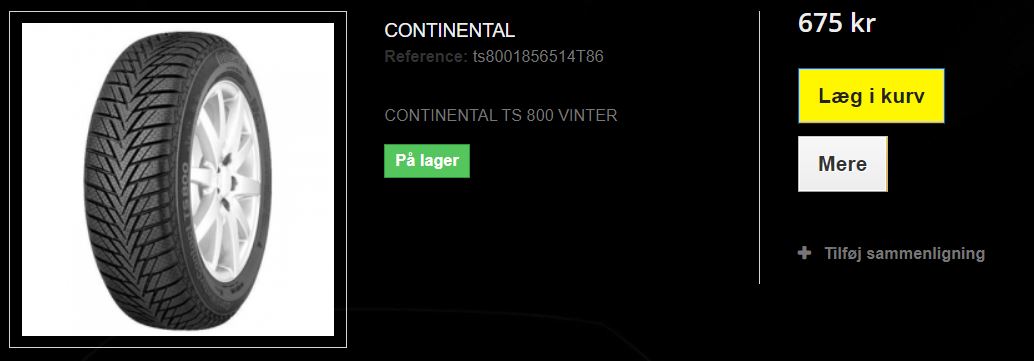 CONTINENTAL
Reference: ts8001856514T86
CONTINENTAL TS 800 VINTER
På lager
675 kr
Læg i kurv
Mere
Tilføj sammenligning